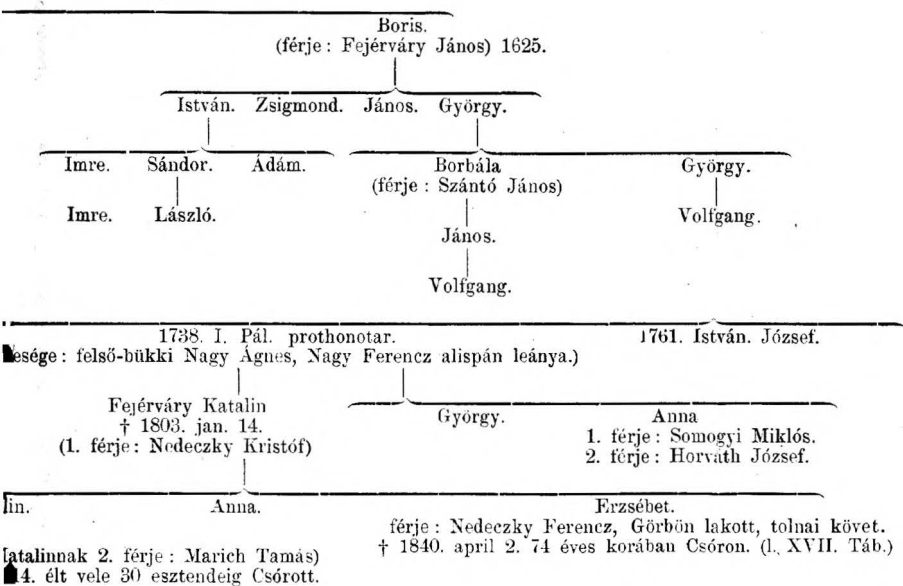 Boris.
(férje: Fejérváry János) 1625.
István. Zsigmond. János. György.
Imre. Sándor. Ádám. Borbála György.
(férje: Szántó János)
Imre. László. Volfgang.
János.
Volfgang.
1738. I. Pál. prothonotar. 1761. István. József.
esége: felső-bükki Nagy Ágnes, Nagy Ferencz alispán leánya.)
Fejérváry Katalin György. Anna
† 1803. jan. 14. 1. férje: Somogyi Miklós.
(1. férje: Nedeczky Kristóf) 2. férje: Horváth József.
lin. Anna. Erzsébet.
férje: Nedeczky Ferencz, Görbön lakott, tolnai követ.
† 1840. april 2. 74 éves korában Csóron. (l. XVII. Táb.)
atalinnak 2. férje: Marich Tamás)
14. élt vele 30 esztendeig Csórott.